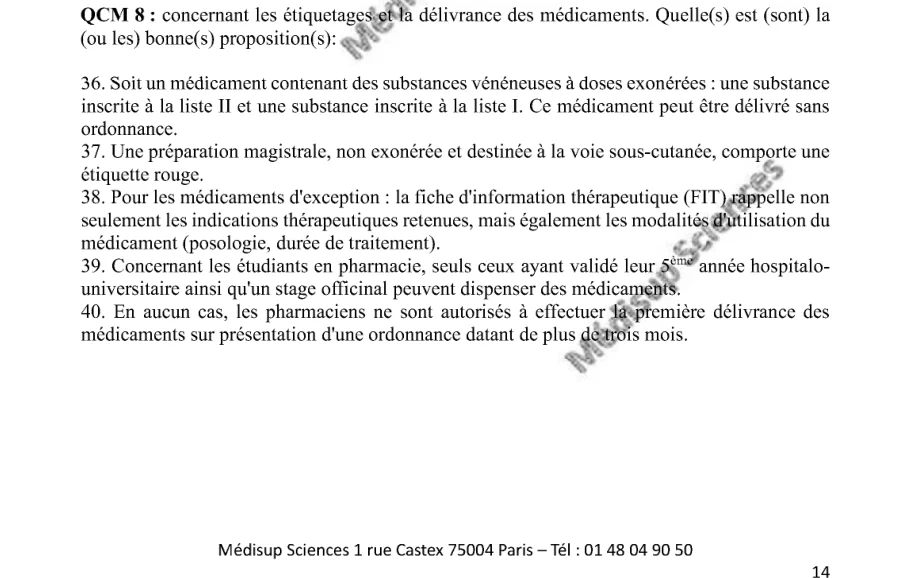 QCM 8 : concernant les étiquetages et la délivrance des médicaments. Quelle(s) est (sont) la
(ou les) bonne(s) proposition(s):
36. Soit un médicament contenant des substances vénéneuses à doses exonérées : une substance
inscrite à la liste II et une substance inscrite à la liste I. Ce médicament peut être délivré sans
ordonnance.
37. Une préparation magistrale, non exonérée et destinée à la voie sous-cutanée, comporte une
étiquette rouge.
38. Pour les médicaments d'exception : la fiche d'information thérapeutique (FIT) rappelle non
seulement les indications thérapeutiques retenues, mais également les modalités d'utilisation du
médicament (posologie, durée de traitement).
39. Concernant les étudiants en pharmacie, seuls ceux ayant validé leur 5ème année hospitalo-
universitaire ainsi qu'un stage officinal peuvent dispenser des médicaments.
40. En aucun cas, les pharmaciens ne sont autorisés à effectuer la première délivrance des
médicaments sur présentation d'une ordonnance datant de plus de trois mois.
Médisup Sciences
Médisup Sciences 1 rue Castex 75004 Paris – Tél : 01 48 04 90 50
14